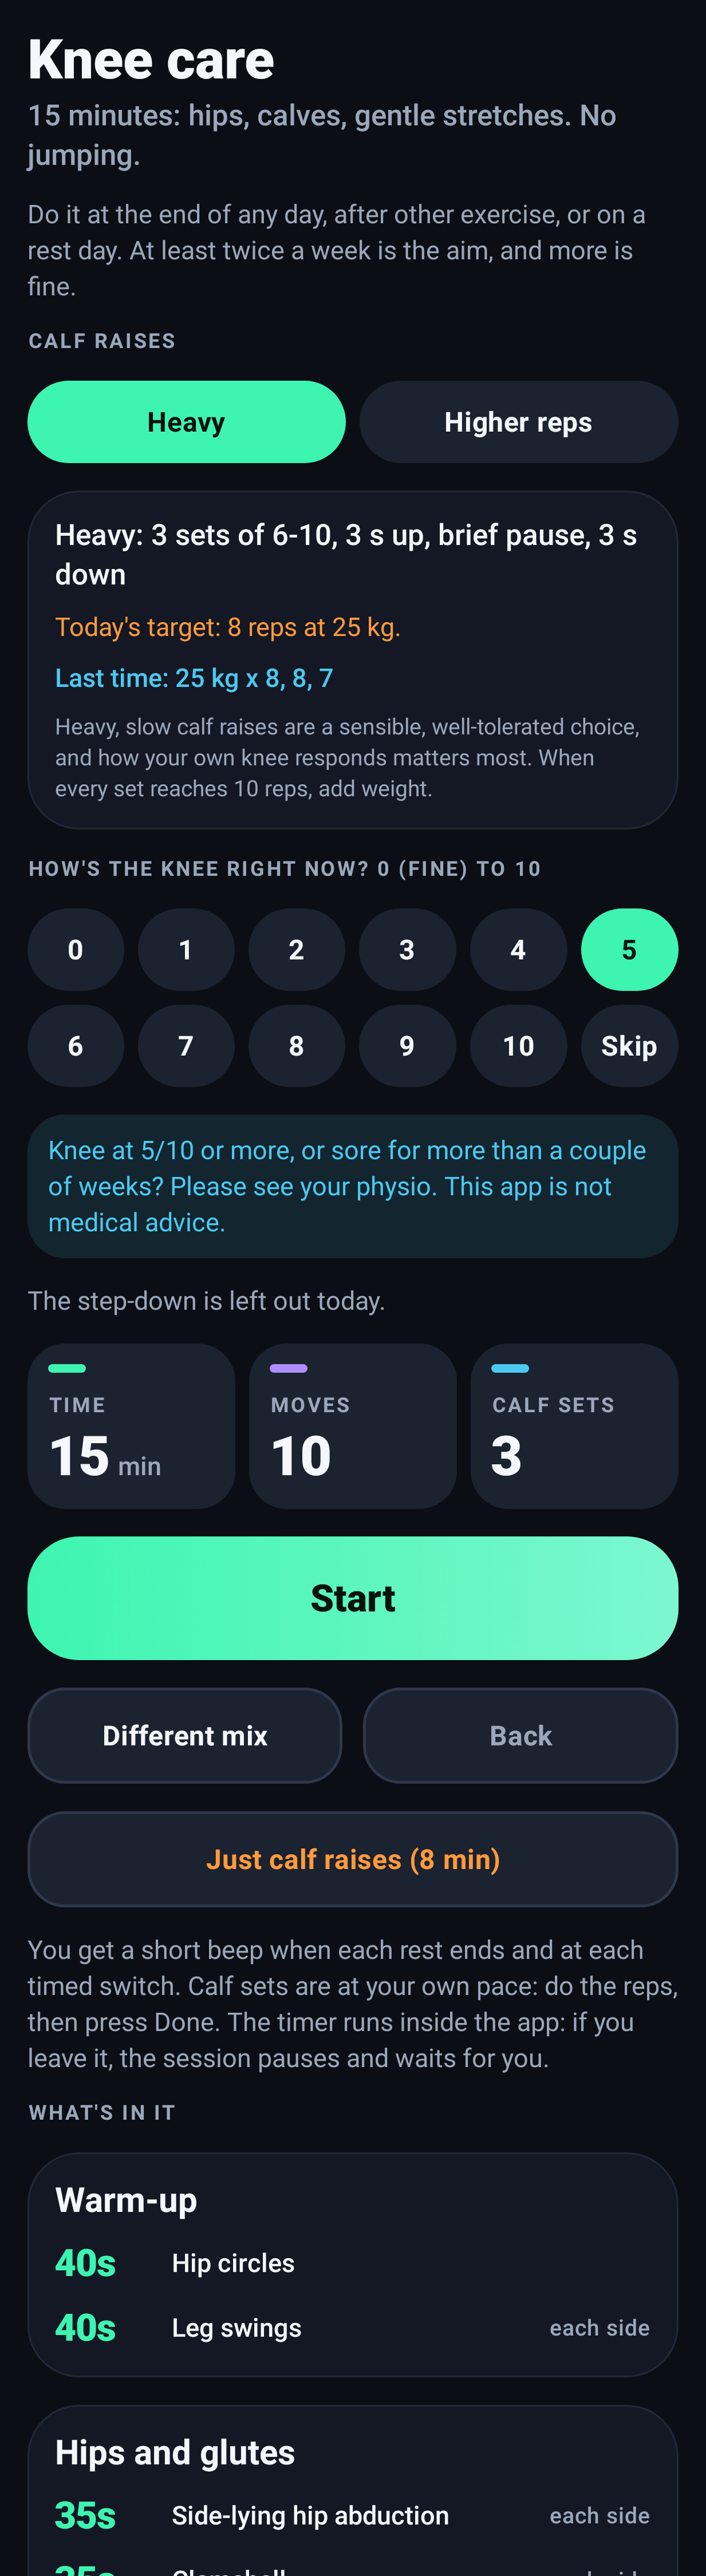 Knee care
15 minutes: hips, calves, gentle stretches. No
jumping.
Do it at the end of any day, after other exercise, or on a
rest day. At least twice a week is the aim, and more is
fine.
CALF RAISES
Heavy
Higher reps
Heavy: 3 sets of 6-10, 3 s up, brief pause, 3 s
down
Today's target: 8 reps at 25 kg.
Last time: 25 kg x 8, 8, 7
Heavy, slow calf raises are a sensible, well-tolerated choice,
and how your own knee responds matters most. When
every set reaches 10 reps, add weight.
HOW'S THE KNEE RIGHT NOW? 0 (FINE) TO 10
0 1 2 3 4 5
6 7 8 9 10 Skip
Knee at 5/10 or more, or sore for more than a couple
of weeks? Please see your physio. This app is not
medical advice.
The step-down is left out today.
TIME MOVES CALF SETS
15 min 10 3
Start
Different mix
Back
Just calf raises (8 min)
You get a short beep when each rest ends and at each
timed switch. Calf sets are at your own pace: do the reps,
then press Done. The timer runs inside the app: if you
leave it, the session pauses and waits for you.
WHAT'S IN IT
Warm-up
40s Hip circles
40s Leg swings each side
Hips and glutes
35s Side-lying hip abduction each side